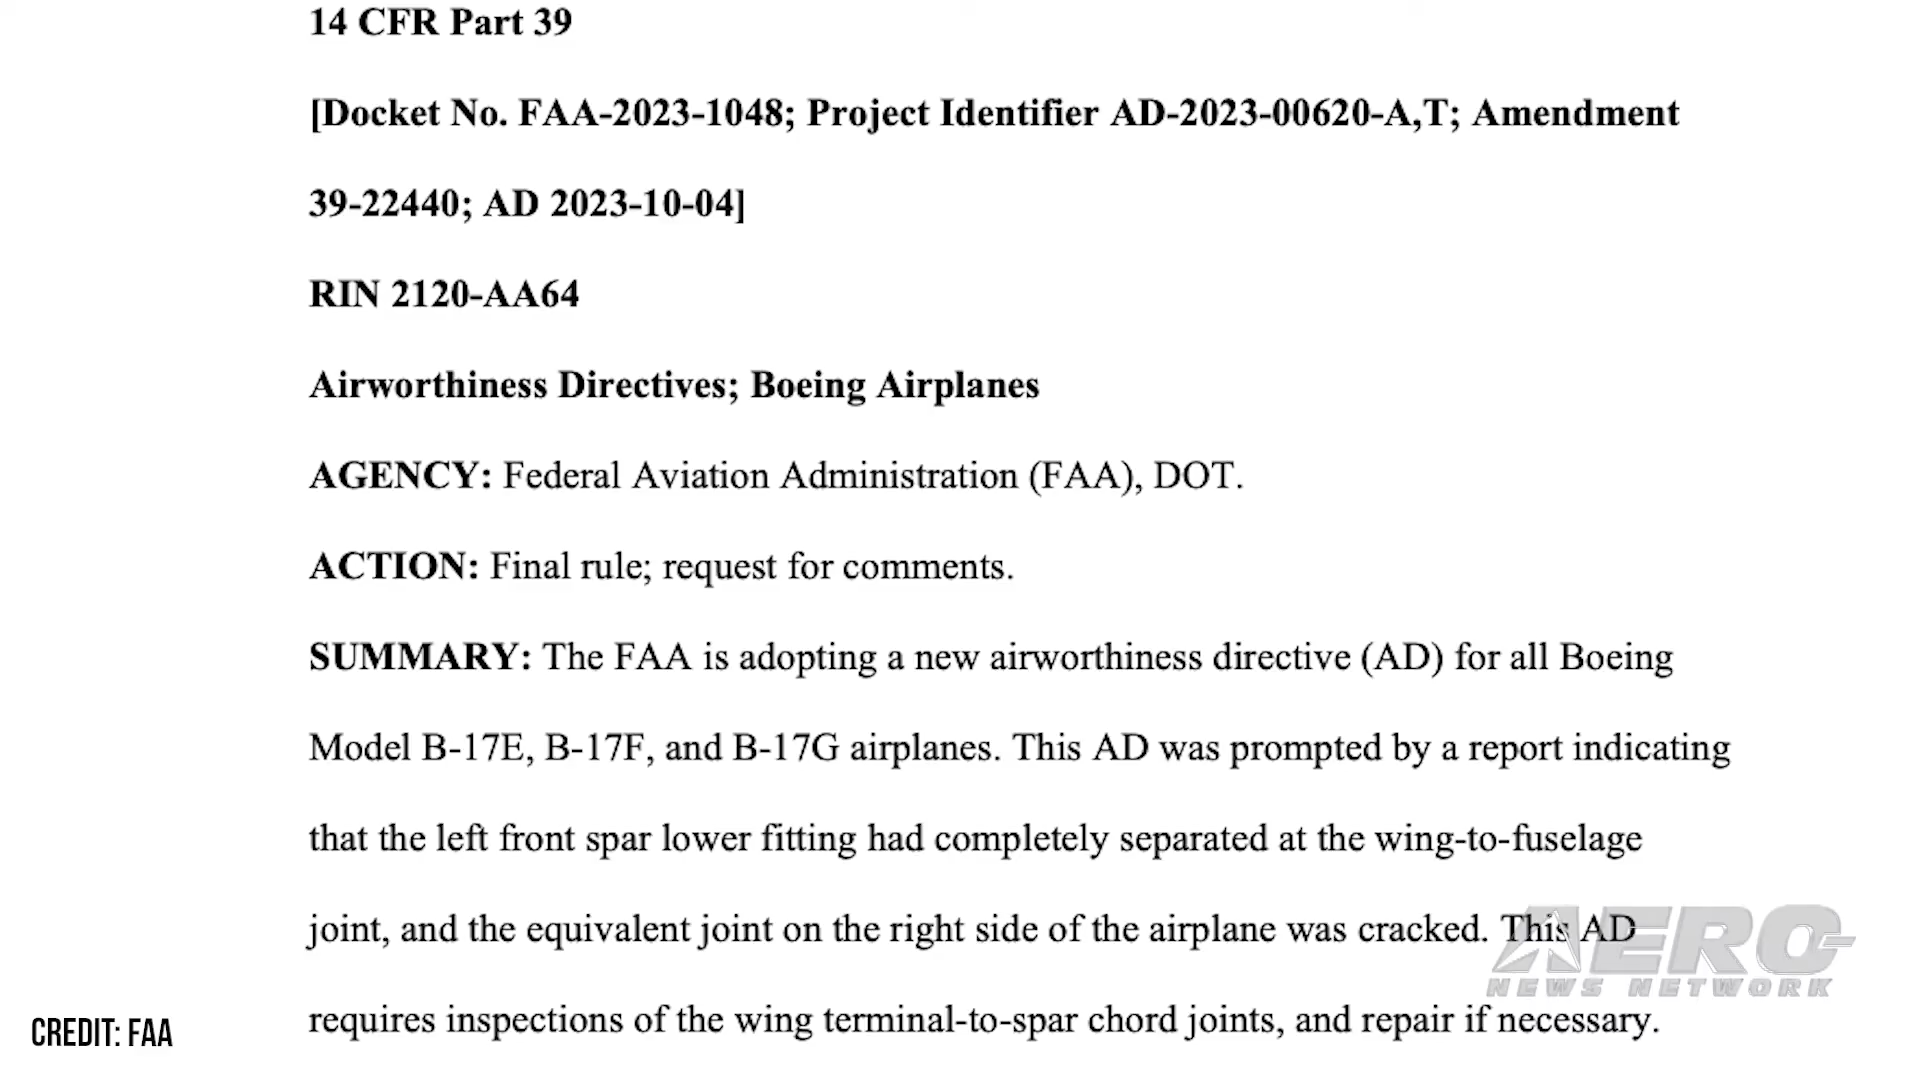 14 CFR Part 39
[Docket No. FAA-2023-1048; Project Identifier AD-2023-00620-A,T; Amendment
39-22440; AD 2023-10-04]
RIN 2120-AA64
Airworthiness Directives; Boeing Airplanes
AGENCY: Federal Aviation Administration (FAA), DOT.
ACTION: Final rule; request for comments.
SUMMARY: The FAA is adopting a new airworthiness directive (AD) for all Boeing
Model B-17E, B-17F, and B-17G airplanes. This AD was prompted by a report indicating
that the left front spar lower fitting had completely separated at the wing-to-fuselage
joint, and the equivalent joint on the right side of the airplane was cracked. This AD
requires inspections of the wing terminal-to-spar chord joints, and repair if necessary.
AERO
NEWS NETWORK
CREDIT: FAA